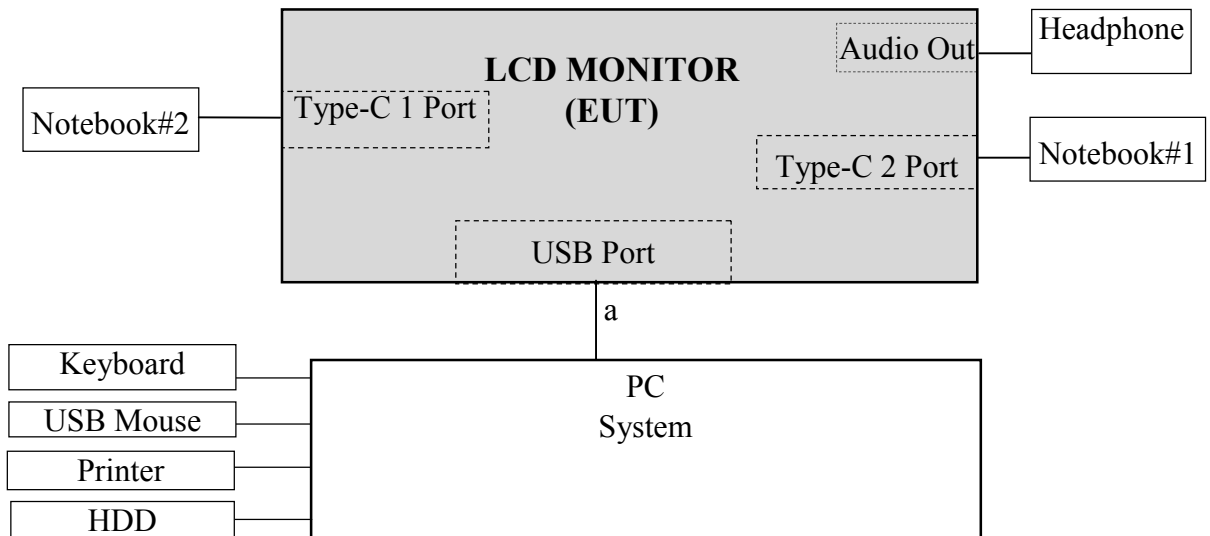 Audio Out
Headphone
LCD MONITOR
(EUT)
Notebook#2
Type-C 1 Port
Type-C 2 Port
Notebook#1
USB Port
a
Keyboard
PC
System
USB Mouse
Printer
HDD